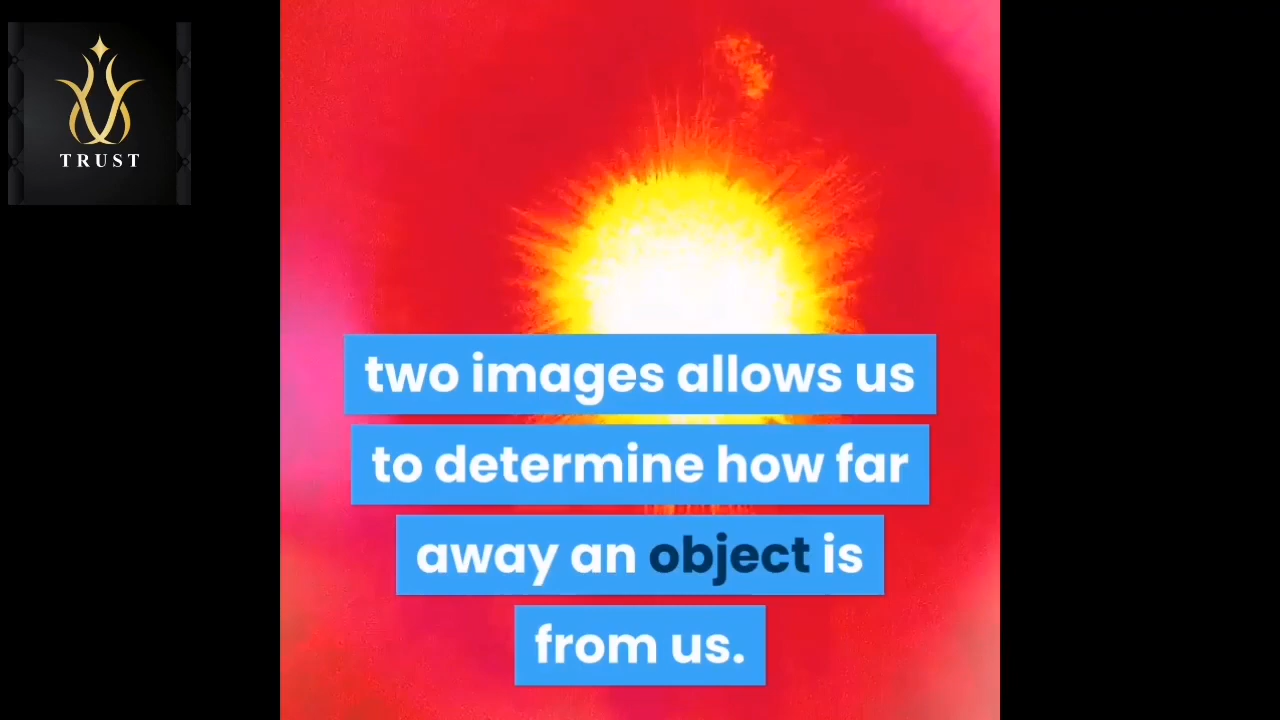 TRUST
two images allows us
to determine how far
away an object is
from us.